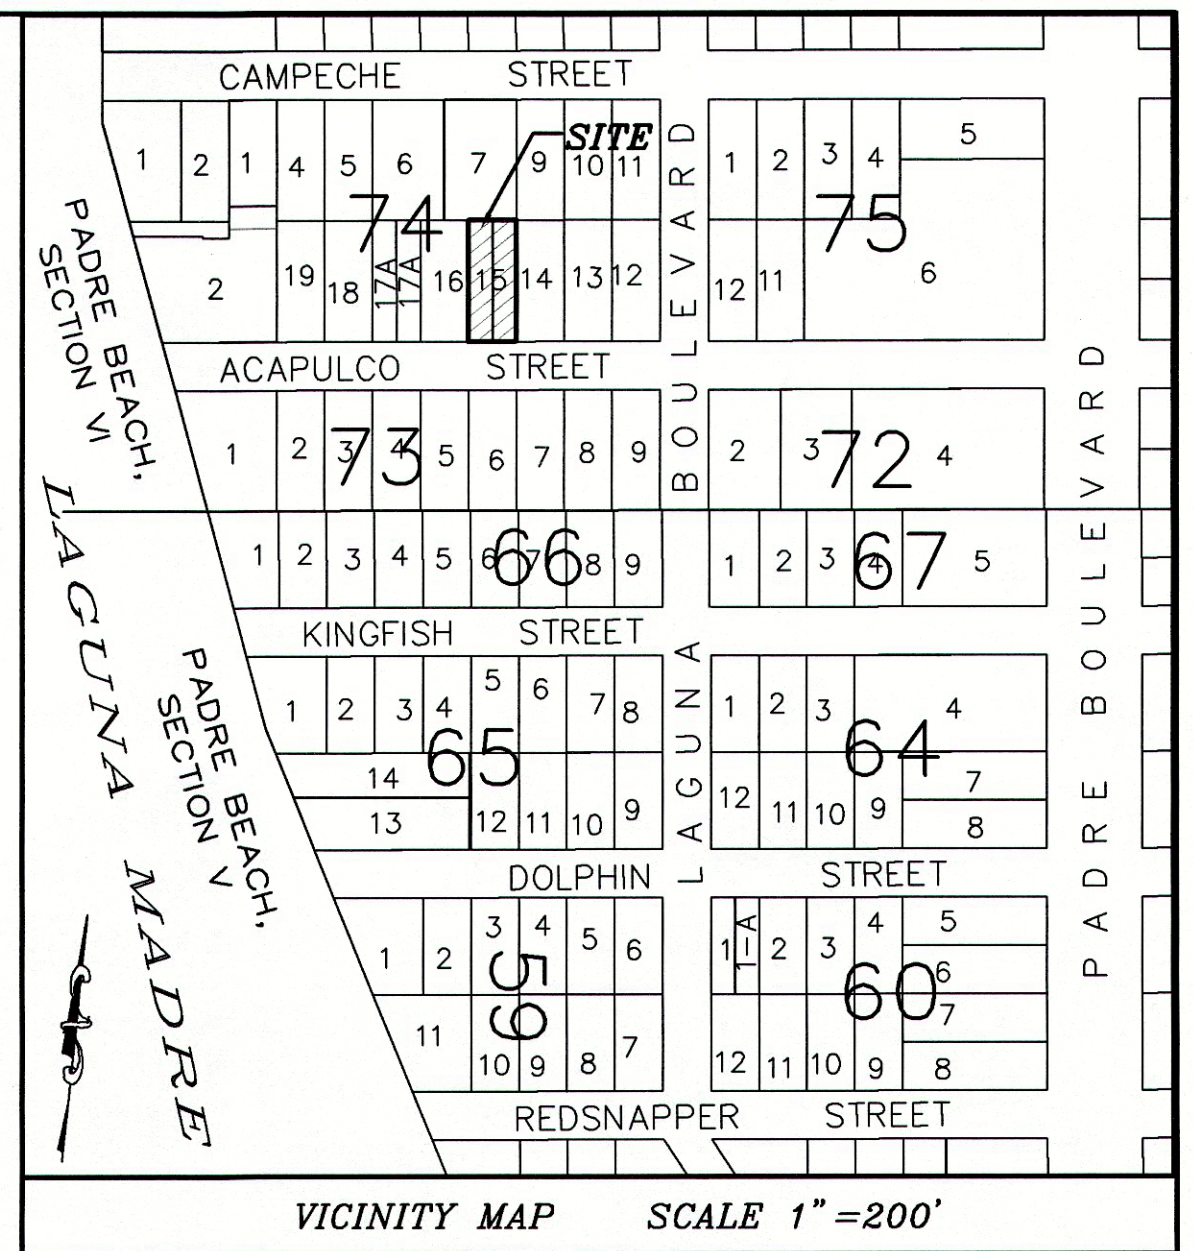 CAMPECHE STREET
SITE
1 2 1 4 5 6 7 9 10 11
74
2 19 18 17A 17A 16 15 14 13 12
1 2 3 4 5
75
12 11 6
ACAPULCO STREET
1 2 3 4 5 6 7 8 9
73
2 3 4
72
1 2 3 4 5 6 7 8 9
66
1 2 3 4 5
67
KINGFISH STREET
1 2 3 4 5 6 7 8
65
14
13 12 11 10 9
1 2 3 4
64
12 11 10 9 7
8
DOLPHIN STREET
1 2 3 4 5 6
59
11 10 9 8 7
1 1-A 2 3 4 5
6
60
7
12 11 10 9 8
REDSNAPPER STREET
LAGUNA BOULEVARD
PADRE BOULEVARD
PADRE BEACH,
SECTION VI
LAGUNA MADRE
PADRE BEACH,
SECTION V
VICINITY MAP SCALE 1"=200'